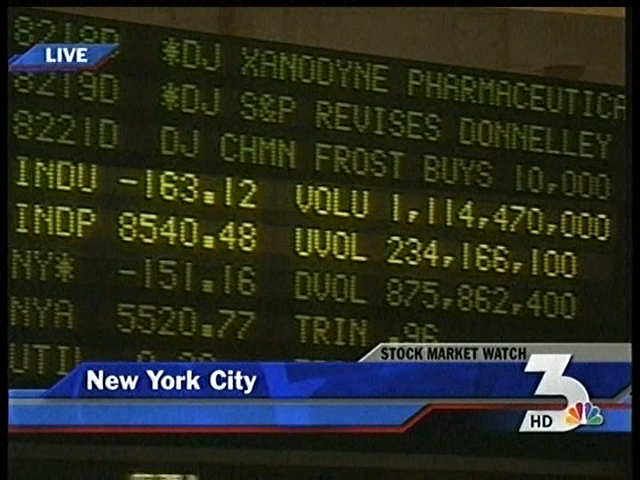 8218D *DJ XANODYNE PHARMACEUTICA
LIVE
8219D *DJ S&P REVISES DONNELLEY
8221D DJ CHMN FROST BUYS 10,000
INDU -163.12 VOLU 1,114,470,000
INDP 8540.48 UVOL 234,166,100
NY* -151.16 DVOL 875,862,400
NYA 5520.77 TRIN .96
UTIL
STOCK MARKET WATCH
New York City
3
HD